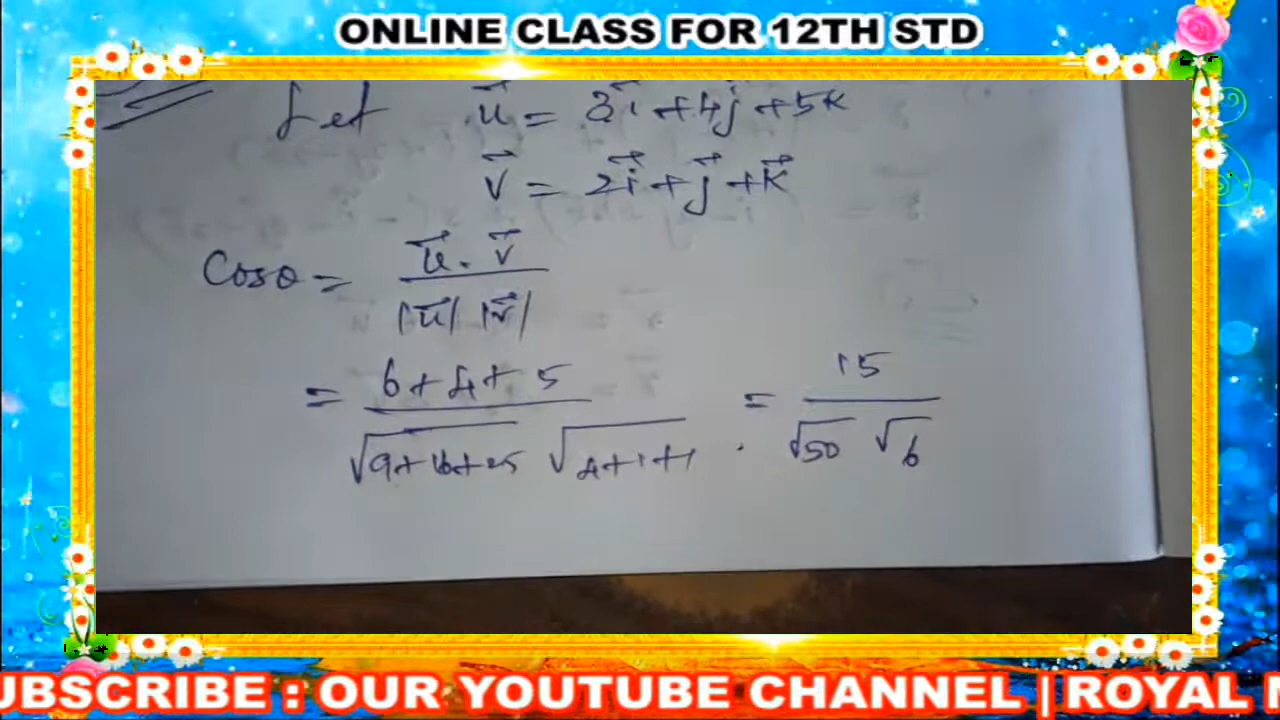 ONLINE CLASS FOR 12TH STD
Let u⃗ = 3i⃗ + 4j⃗ + 5k
v⃗ = 2i⃗ + j⃗ + k⃗
Cosθ = u⃗ . v⃗ / |u⃗| |v⃗|
= 6+4+5 / √9+16+25 √4+1+1 . = 15 / √50 √6
UBSCRIBE : OUR YOUTUBE CHANNEL | ROYAL